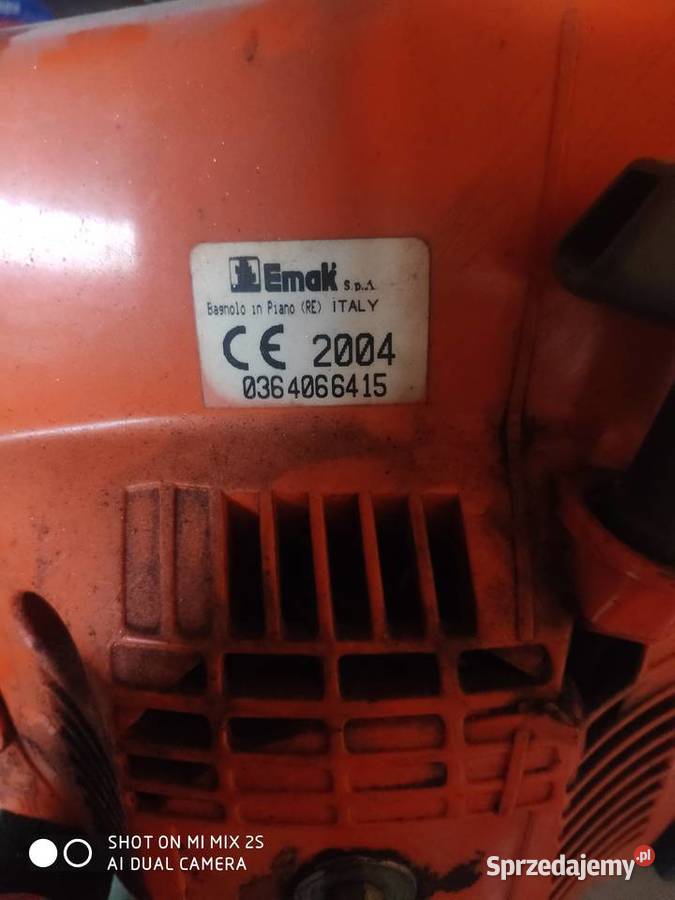 Emak S.p.A.
Bagnolo in Piano (RE) ITALY
CE 2004
0364066415
SHOT ON MI MIX 2S
AI DUAL CAMERA
Sprzedajemy.pl